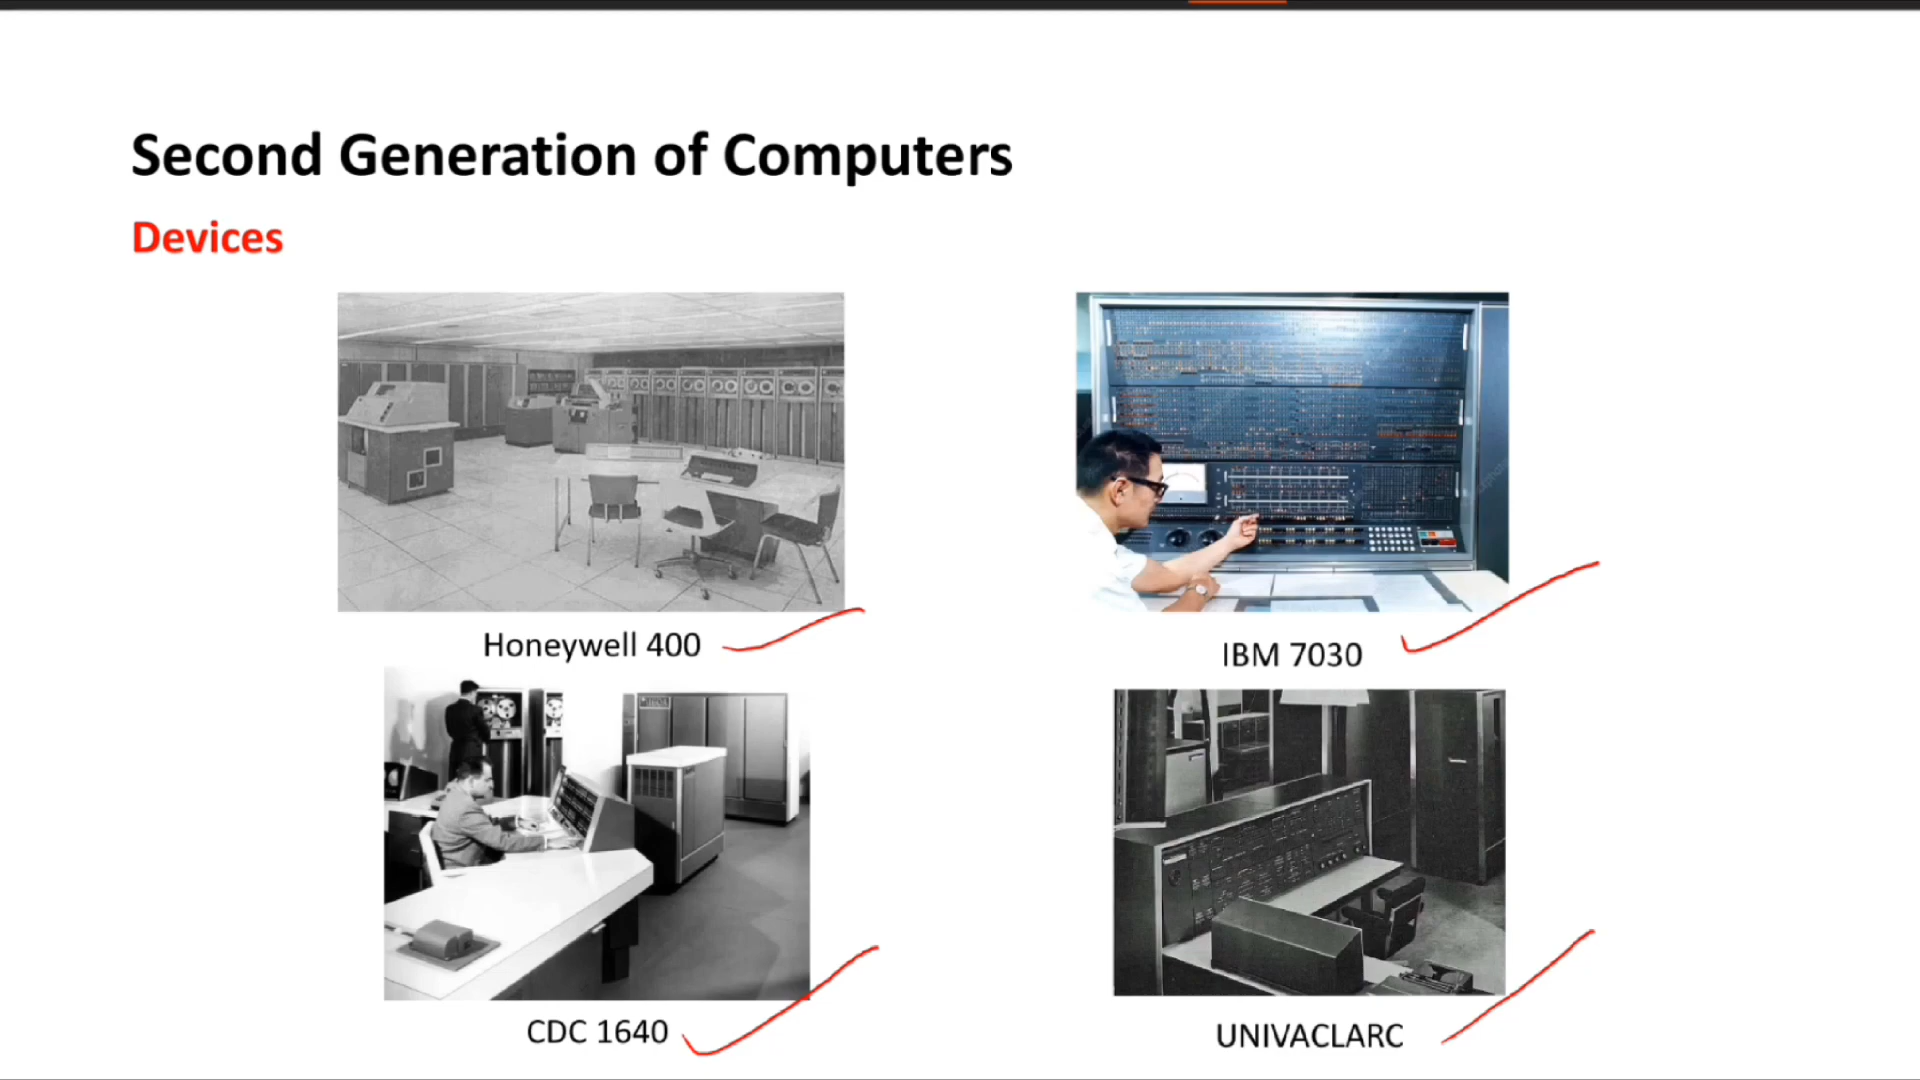 Second Generation of Computers
Devices
Honeywell 400
IBM 7030
CDC 1640
UNIVACLARC